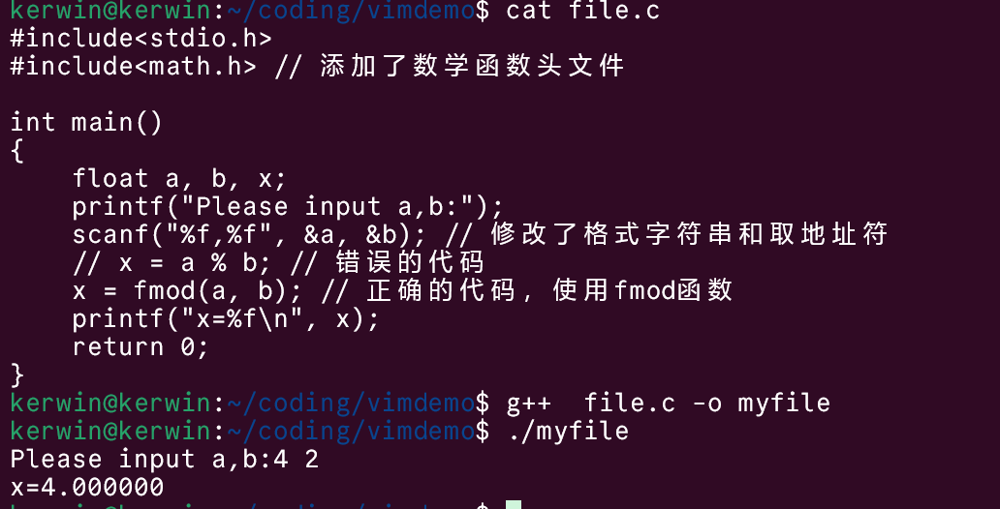 kerwin@kerwin:~/coding/vimdemo$ cat file.c
#include<stdio.h>
#include<math.h> // 添加了数学函数头文件

int main()
{
    float a, b, x;
    printf("Please input a,b:");
    scanf("%f,%f", &a, &b); // 修改了格式字符串和取地址符
    // x = a % b; // 错误的代码
    x = fmod(a, b); // 正确的代码，使用fmod函数
    printf("x=%f\n", x);
    return 0;
}
kerwin@kerwin:~/coding/vimdemo$ g++  file.c -o myfile
kerwin@kerwin:~/coding/vimdemo$ ./myfile
Please input a,b:4 2
x=4.000000